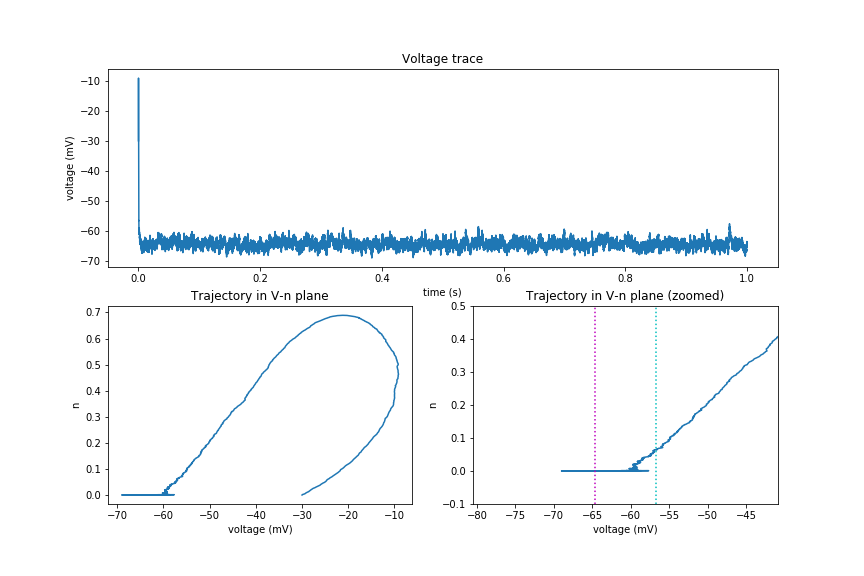 Voltage trace
voltage (mV)
−10
−20
−30
−40
−50
−60
−70
0.0 0.2 0.4 0.6 0.8 1.0
time (s)
Trajectory in V-n plane
n
0.7
0.6
0.5
0.4
0.3
0.2
0.1
0.0
−70 −60 −50 −40 −30 −20 −10
voltage (mV)
Trajectory in V-n plane (zoomed)
n
0.5
0.4
0.3
0.2
0.1
0.0
−0.1
−80 −75 −70 −65 −60 −55 −50 −45
voltage (mV)